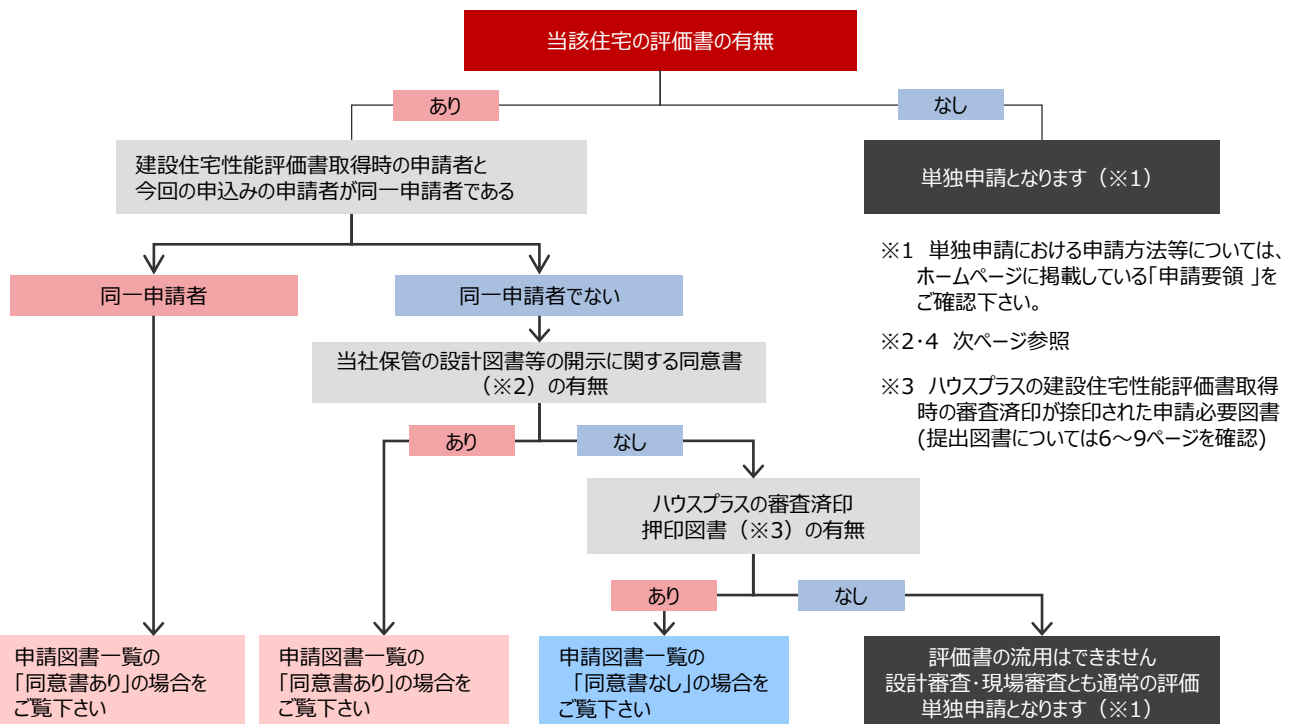 当該住宅の評価書の有無
あり
なし
建設住宅性能評価書取得時の申請者と
今回の申込みの申請者が同一申請者である
単独申請となります（※1）
※1 単独申請における申請方法等については、
ホームページに掲載している「申請要領 」を
ご確認下さい。
※2・4 次ページ参照
※3 ハウスプラスの建設住宅性能評価書取得
時の審査済印が捺印された申請必要図書
(提出図書については6～9ページを確認)
同一申請者
同一申請者でない
当社保管の設計図書等の開示に関する同意書
（※2）の有無
あり
なし
ハウスプラスの審査済印
押印図書（※3）の有無
あり
なし
申請図書一覧の
「同意書あり」の場合を
ご覧下さい
申請図書一覧の
「同意書あり」の場合を
ご覧下さい
申請図書一覧の
「同意書なし」の場合を
ご覧下さい
評価書の流用はできません
設計審査・現場審査とも通常の評価
単独申請となります（※1）